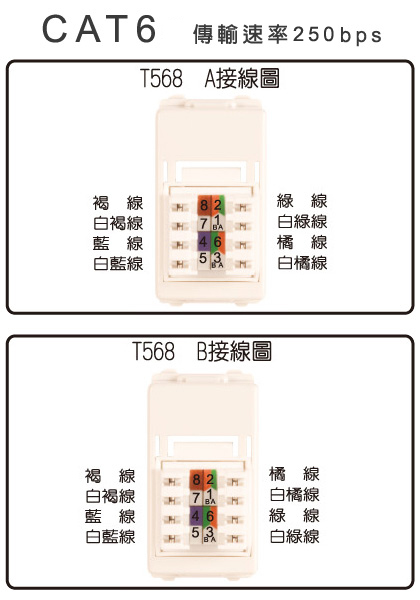 CAT6 傳輸速率250bps
T568 A接線圖
褐 線 8 2 綠 線
白褐線 7 1 BA 白綠線
藍 線 4 6 橘 線
白藍線 5 3 BA 白橘線
T568 B接線圖
褐 線 8 2 橘 線
白褐線 7 1 BA 白橘線
藍 線 4 6 綠 線
白藍線 5 3 BA 白綠線